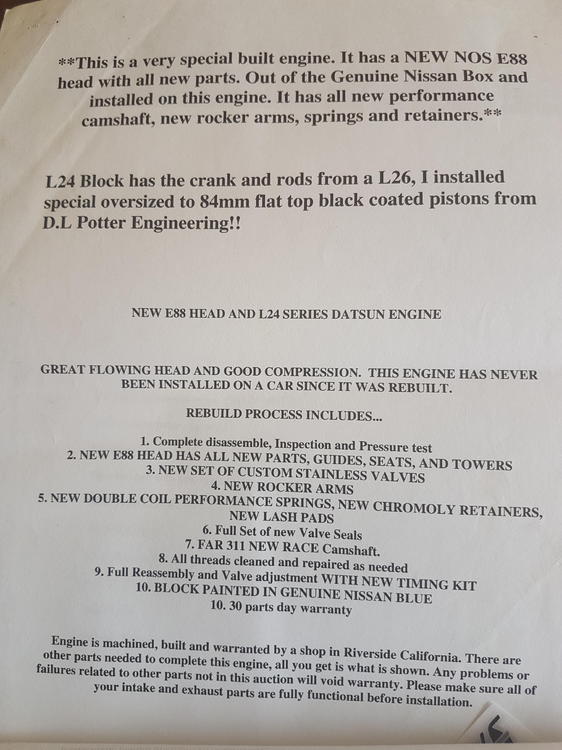 **This is a very special built engine. It has a NEW NOS E88
head with all new parts. Out of the Genuine Nissan Box and
installed on this engine. It has all new performance
camshaft, new rocker arms, springs and retainers.**
L24 Block has the crank and rods from a L26, I installed
special oversized to 84mm flat top black coated pistons from
D.L Potter Engineering!!
NEW E88 HEAD AND L24 SERIES DATSUN ENGINE
GREAT FLOWING HEAD AND GOOD COMPRESSION. THIS ENGINE HAS NEVER
BEEN INSTALLED ON A CAR SINCE IT WAS REBUILT.
REBUILD PROCESS INCLUDES...
1. Complete disassemble, Inspection and Pressure test
2. NEW E88 HEAD HAS ALL NEW PARTS, GUIDES, SEATS, AND TOWERS
3. NEW SET OF CUSTOM STAINLESS VALVES
4. NEW ROCKER ARMS
5. NEW DOUBLE COIL PERFORMANCE SPRINGS, NEW CHROMOLY RETAINERS,
NEW LASH PADS
6. Full Set of new Valve Seals
7. FAR 311 NEW RACE Camshaft.
8. All threads cleaned and repaired as needed
9. Full Reassembly and Valve adjustment WITH NEW TIMING KIT
10. BLOCK PAINTED IN GENUINE NISSAN BLUE
10. 30 parts day warranty
Engine is machined, built and warranted by a shop in Riverside California. There are
other parts needed to complete this engine, all you get is what is shown. Any problems or
failures related to other parts not in this auction will void warranty. Please make sure all of
your intake and exhaust parts are fully functional before installation.